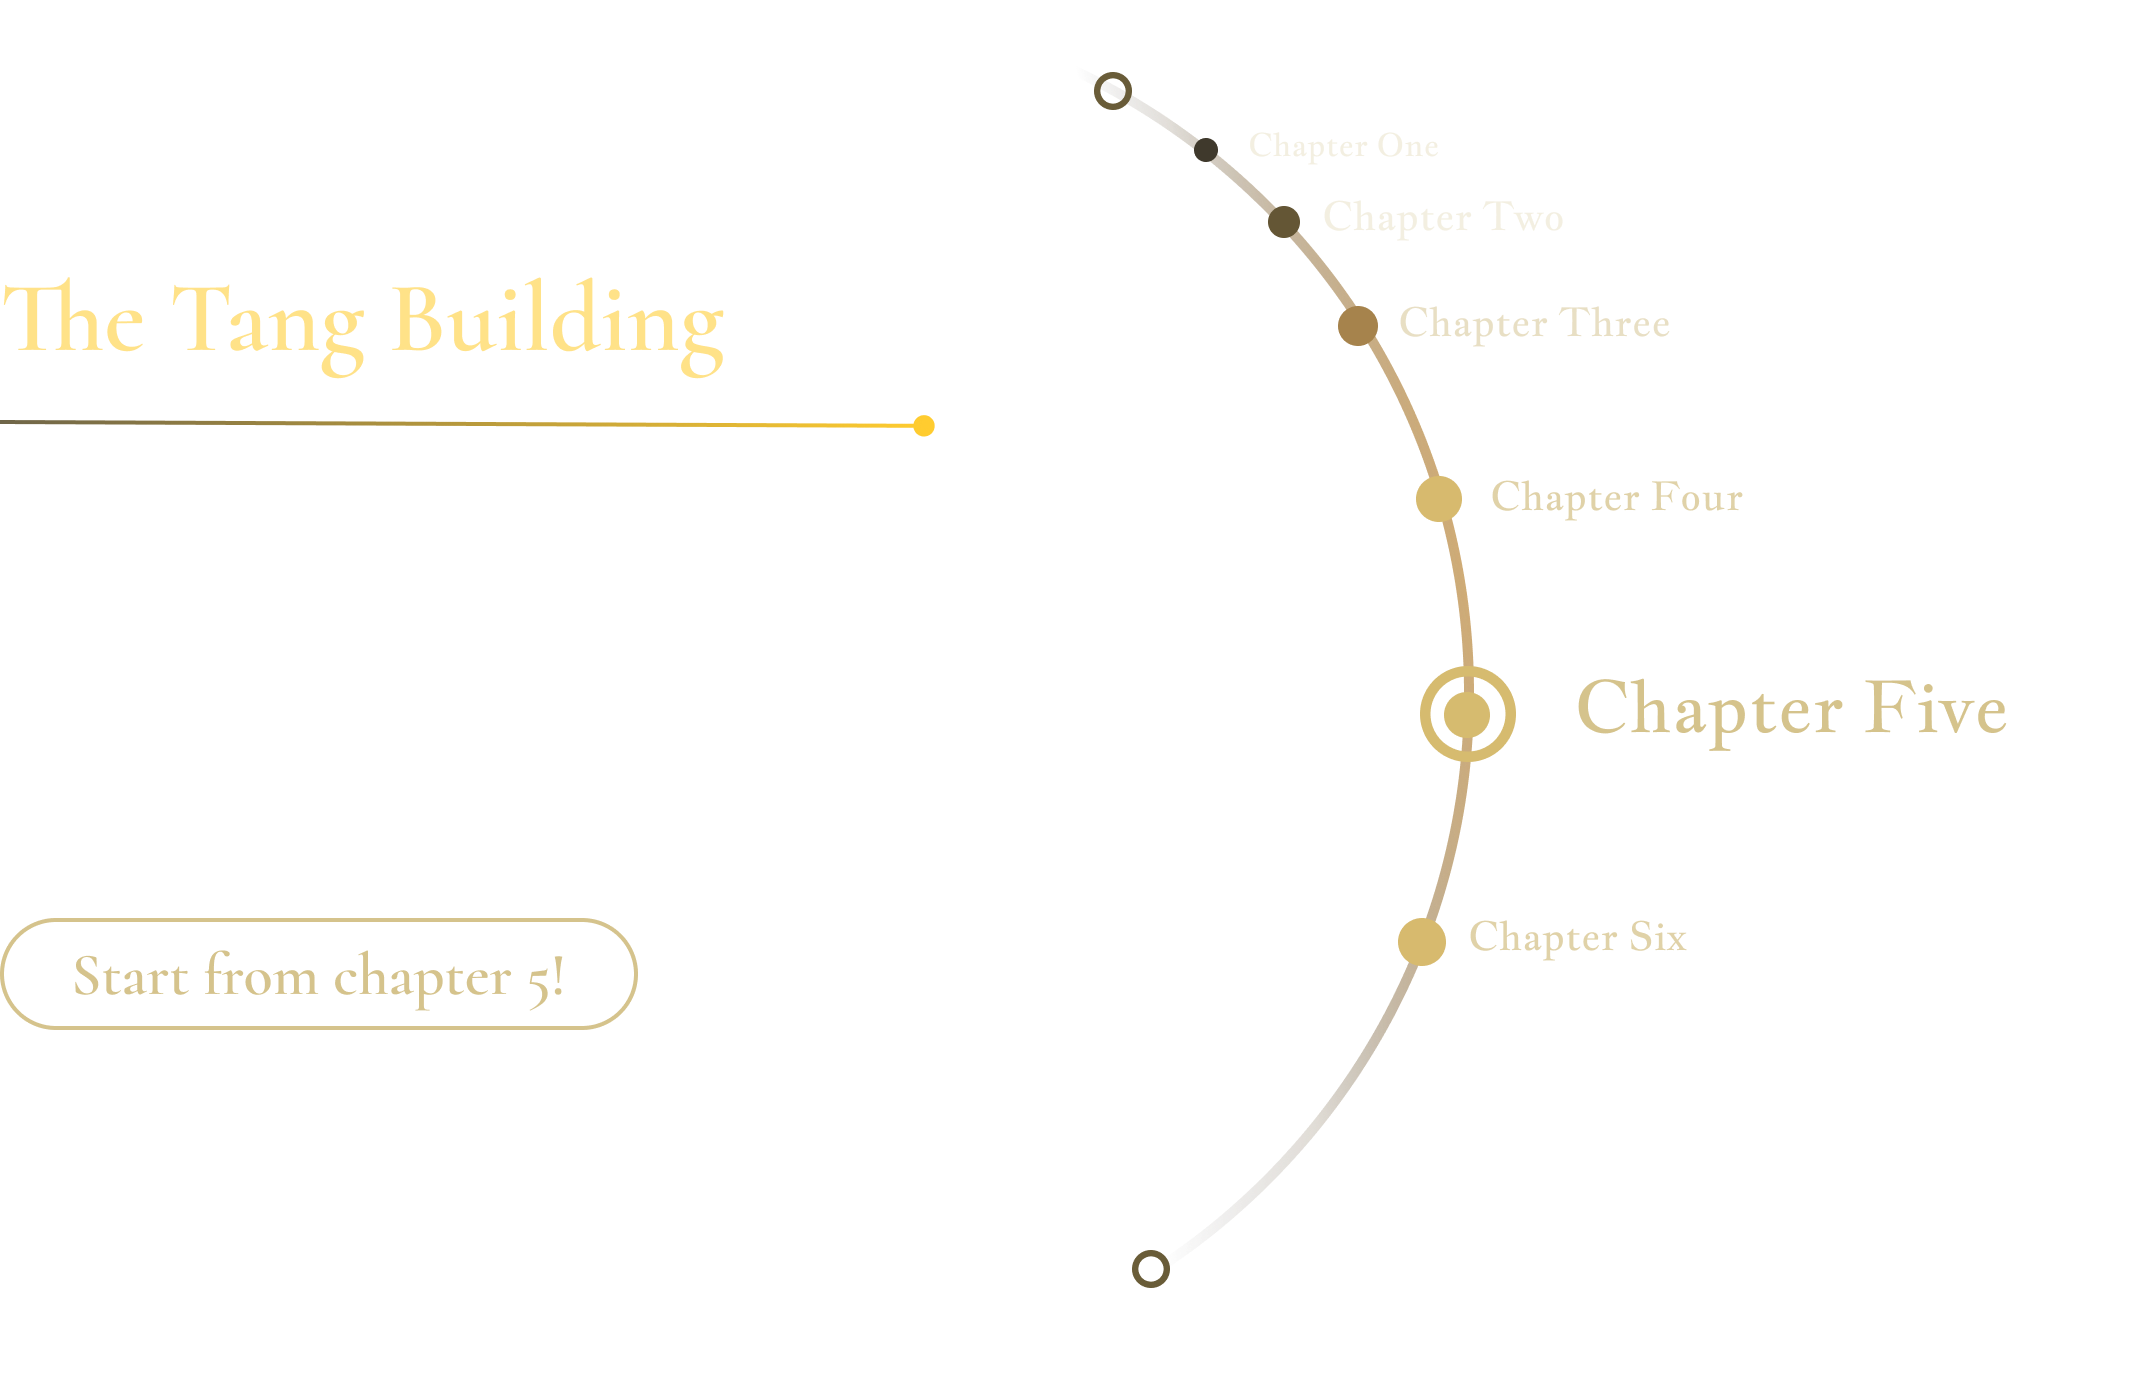 The Tang Building
Start from chapter 5!
Chapter One
Chapter Two
Chapter Three
Chapter Four
Chapter Five
Chapter Six